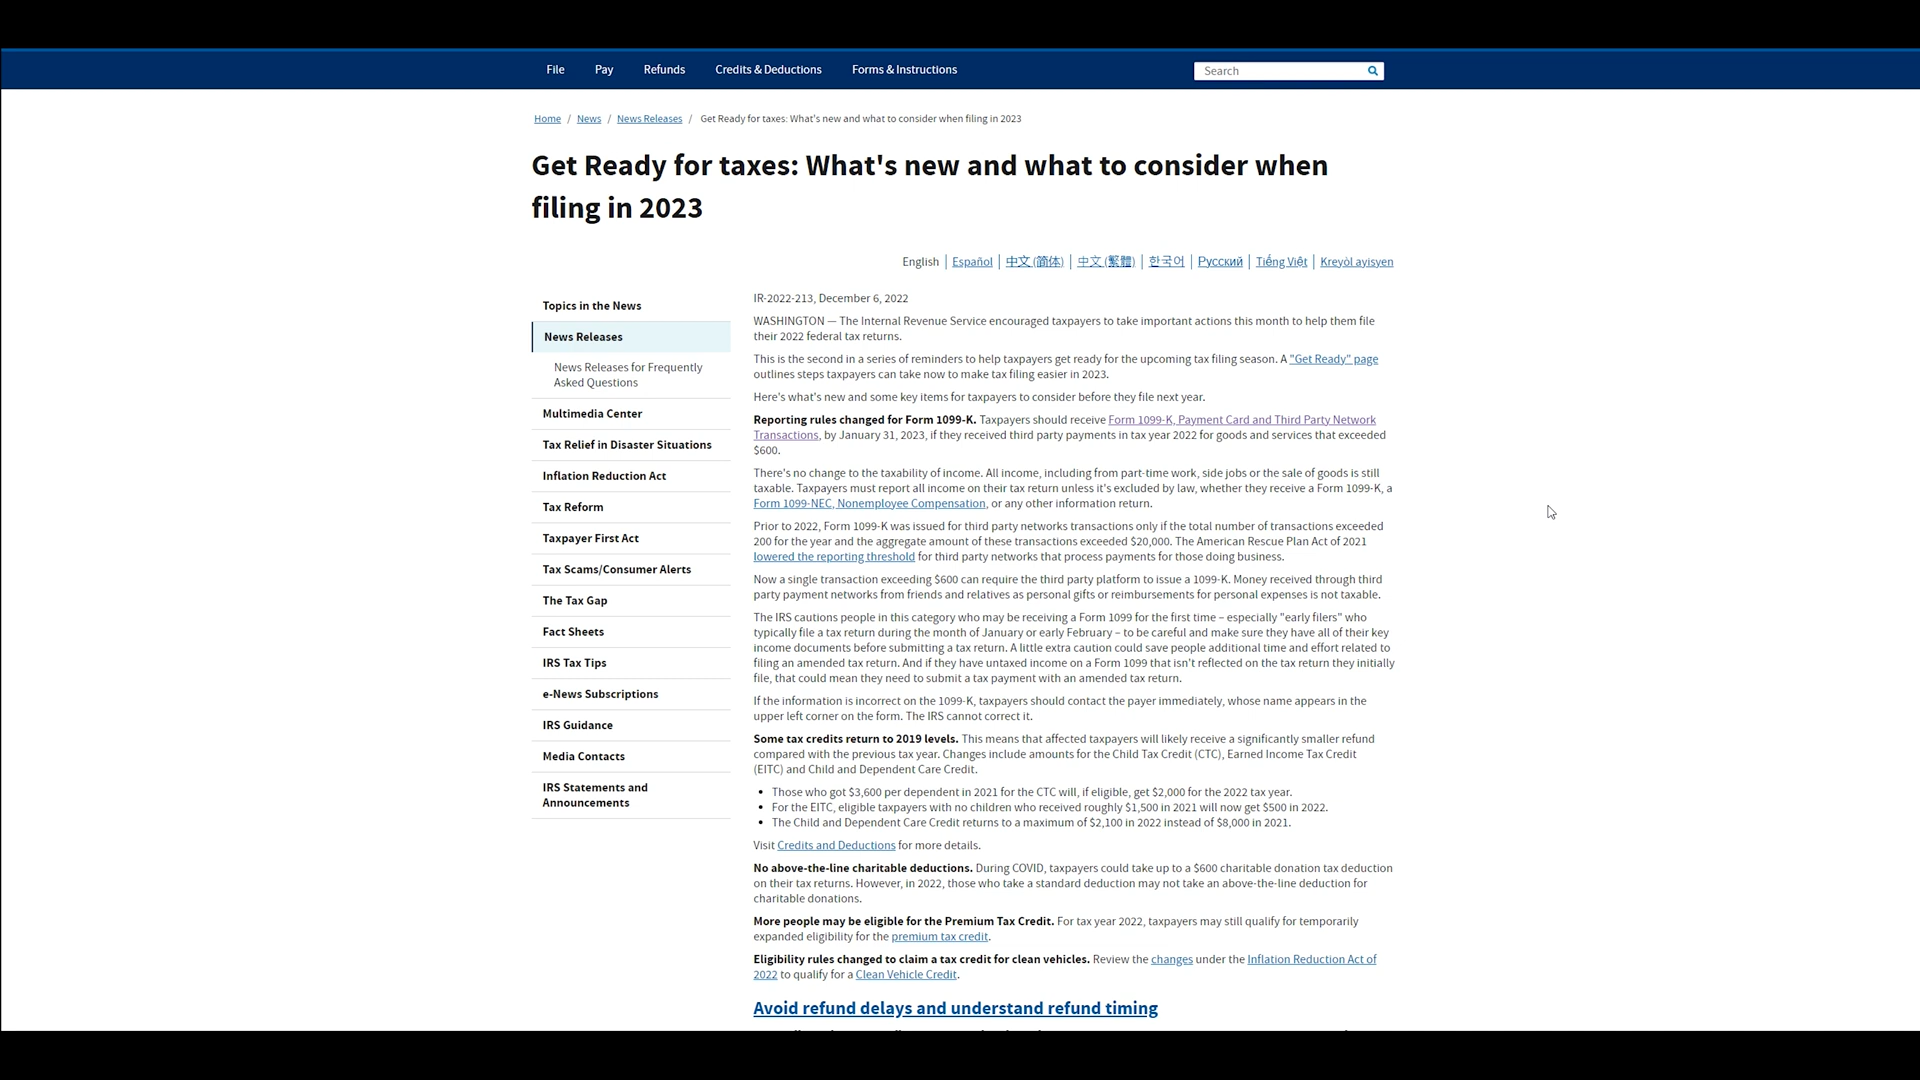 File Pay Refunds Credits & Deductions Forms & Instructions Search
Home / News / News Releases / Get Ready for taxes: What's new and what to consider when filing in 2023
Get Ready for taxes: What's new and what to consider when
filing in 2023
English | Español | 中文 (简体) | 中文 (繁體) | 한국어 | Русский | Tiếng Việt | Kreyòl ayisyen
Topics in the News
News Releases
News Releases for Frequently
Asked Questions
Multimedia Center
Tax Relief in Disaster Situations
Inflation Reduction Act
Tax Reform
Taxpayer First Act
Tax Scams/Consumer Alerts
The Tax Gap
Fact Sheets
IRS Tax Tips
e-News Subscriptions
IRS Guidance
Media Contacts
IRS Statements and
Announcements
IR-2022-213, December 6, 2022
WASHINGTON — The Internal Revenue Service encouraged taxpayers to take important actions this month to help them file
their 2022 federal tax returns.
This is the second in a series of reminders to help taxpayers get ready for the upcoming tax filing season. A "Get Ready" page
outlines steps taxpayers can take now to make tax filing easier in 2023.
Here's what's new and some key items for taxpayers to consider before they file next year.
Reporting rules changed for Form 1099-K. Taxpayers should receive Form 1099-K, Payment Card and Third Party Network
Transactions, by January 31, 2023, if they received third party payments in tax year 2022 for goods and services that exceeded
$600.
There's no change to the taxability of income. All income, including from part-time work, side jobs or the sale of goods is still
taxable. Taxpayers must report all income on their tax return unless it's excluded by law, whether they receive a Form 1099-K, a
Form 1099-NEC, Nonemployee Compensation, or any other information return.
Prior to 2022, Form 1099-K was issued for third party networks transactions only if the total number of transactions exceeded
200 for the year and the aggregate amount of these transactions exceeded $20,000. The American Rescue Plan Act of 2021
lowered the reporting threshold for third party networks that process payments for those doing business.
Now a single transaction exceeding $600 can require the third party platform to issue a 1099-K. Money received through third
party payment networks from friends and relatives as personal gifts or reimbursements for personal expenses is not taxable.
The IRS cautions people in this category who may be receiving a Form 1099 for the first time – especially "early filers" who
typically file a tax return during the month of January or early February – to be careful and make sure they have all of their key
income documents before submitting a tax return. A little extra caution could save people additional time and effort related to
filing an amended tax return. And if they have untaxed income on a Form 1099 that isn't reflected on the tax return they initially
file, that could mean they need to submit a tax payment with an amended tax return.
If the information is incorrect on the 1099-K, taxpayers should contact the payer immediately, whose name appears in the
upper left corner on the form. The IRS cannot correct it.
Some tax credits return to 2019 levels. This means that affected taxpayers will likely receive a significantly smaller refund
compared with the previous tax year. Changes include amounts for the Child Tax Credit (CTC), Earned Income Tax Credit
(EITC) and Child and Dependent Care Credit.
• Those who got $3,600 per dependent in 2021 for the CTC will, if eligible, get $2,000 for the 2022 tax year.
• For the EITC, eligible taxpayers with no children who received roughly $1,500 in 2021 will now get $500 in 2022.
• The Child and Dependent Care Credit returns to a maximum of $2,100 in 2022 instead of $8,000 in 2021.
Visit Credits and Deductions for more details.
No above-the-line charitable deductions. During COVID, taxpayers could take up to a $600 charitable donation tax deduction
on their tax returns. However, in 2022, those who take a standard deduction may not take an above-the-line deduction for
charitable donations.
More people may be eligible for the Premium Tax Credit. For tax year 2022, taxpayers may still qualify for temporarily
expanded eligibility for the premium tax credit.
Eligibility rules changed to claim a tax credit for clean vehicles. Review the changes under the Inflation Reduction Act of
2022 to qualify for a Clean Vehicle Credit.
Avoid refund delays and understand refund timing